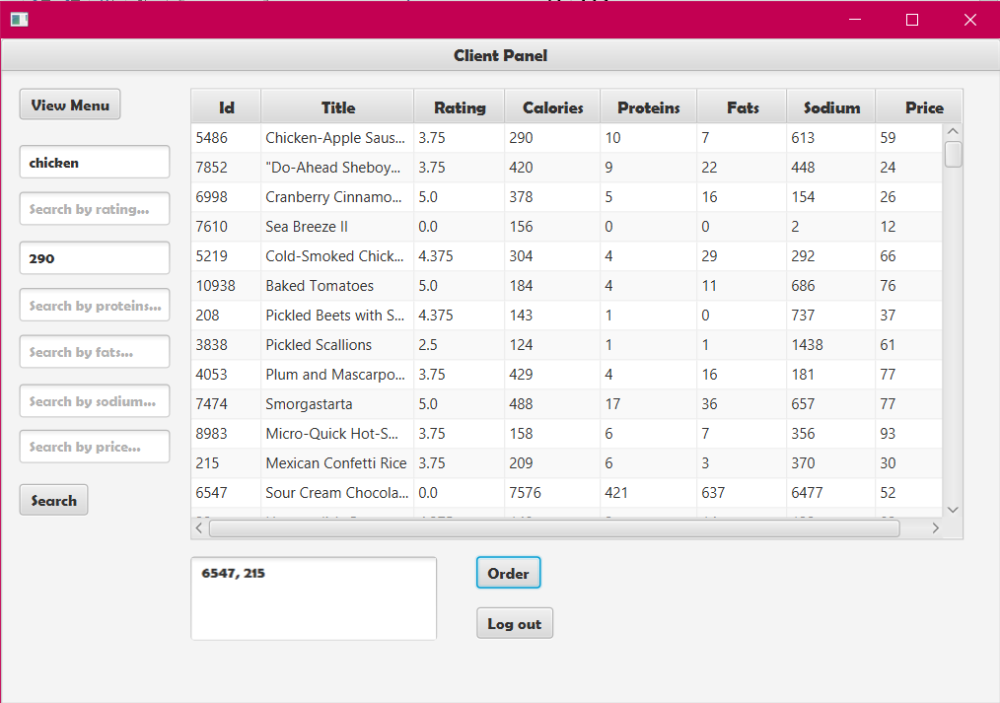 Client Panel
View Menu
chicken
Search by rating...
290
Search by proteins...
Search by fats...
Search by sodium...
Search by price...
Search
Id Title Rating Calories Proteins Fats Sodium Price
5486 Chicken-Apple Saus... 3.75 290 10 7 613 59
7852 "Do-Ahead Sheboy... 3.75 420 9 22 448 24
6998 Cranberry Cinnamo... 5.0 378 5 16 154 26
7610 Sea Breeze II 0.0 156 0 0 2 12
5219 Cold-Smoked Chick... 4.375 304 4 29 292 66
10938 Baked Tomatoes 5.0 184 4 11 686 76
208 Pickled Beets with S... 4.375 143 1 0 737 37
3838 Pickled Scallions 2.5 124 1 1 1438 61
4053 Plum and Mascarpo... 3.75 429 4 16 181 77
7474 Smorgastarta 5.0 488 17 36 657 77
8983 Micro-Quick Hot-S... 3.75 158 6 7 356 93
215 Mexican Confetti Rice 3.75 209 6 3 370 30
6547 Sour Cream Chocola... 0.0 7576 421 637 6477 52
6547, 215
Order
Log out